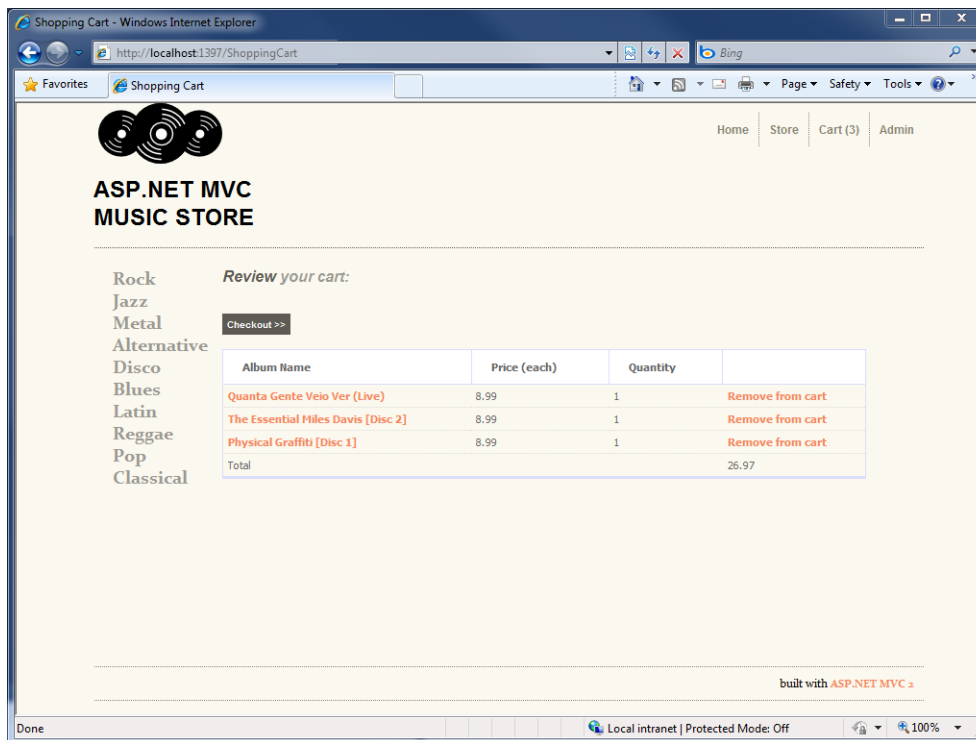 Shopping Cart - Windows Internet Explorer
http://localhost:1397/ShoppingCart
Bing
Favorites
Shopping Cart
Page
Safety
Tools
Home
Store
Cart (3)
Admin
ASP.NET MVC
MUSIC STORE
Rock
Jazz
Metal
Alternative
Disco
Blues
Latin
Reggae
Pop
Classical
Review your cart:
Checkout >>
Album Name Price (each) Quantity
Quanta Gente Veio Ver (Live) 8.99 1 Remove from cart
The Essential Miles Davis [Disc 2] 8.99 1 Remove from cart
Physical Graffiti [Disc 1] 8.99 1 Remove from cart
Total 26.97
built with ASP.NET MVC 2
Done
Local intranet | Protected Mode: Off
100%